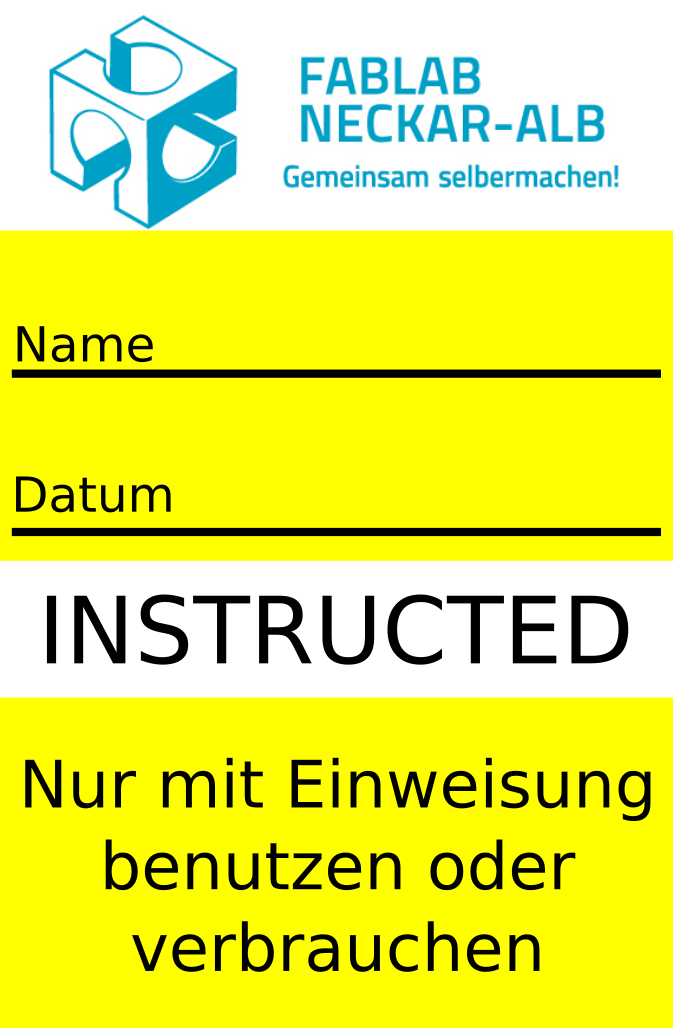 FABLAB
NECKAR-ALB
Gemeinsam selbermachen!
Name
Datum
INSTRUCTED
Nur mit Einweisung
benutzen oder
verbrauchen